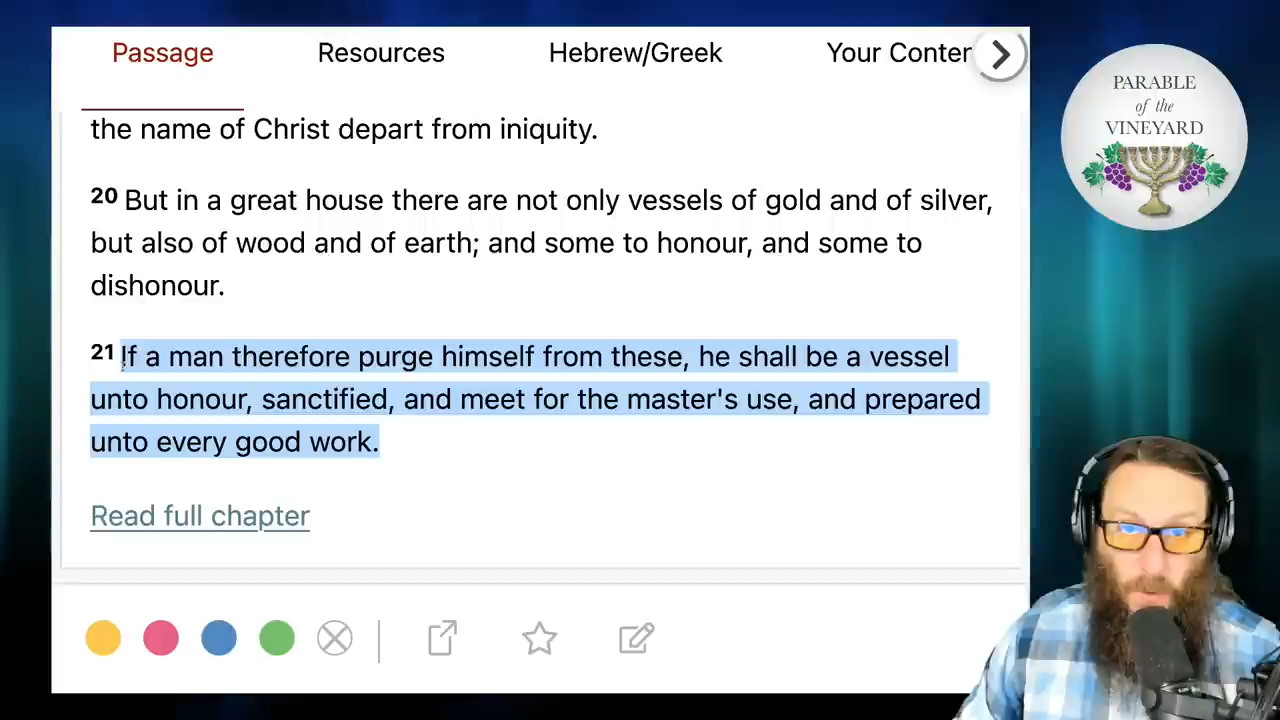 Passage
Resources
Hebrew/Greek
Your Conten
the name of Christ depart from iniquity.
20 But in a great house there are not only vessels of gold and of silver,
but also of wood and of earth; and some to honour, and some to
dishonour.
21 If a man therefore purge himself from these, he shall be a vessel
unto honour, sanctified, and meet for the master's use, and prepared
unto every good work.
Read full chapter
PARABLE
of the
VINEYARD